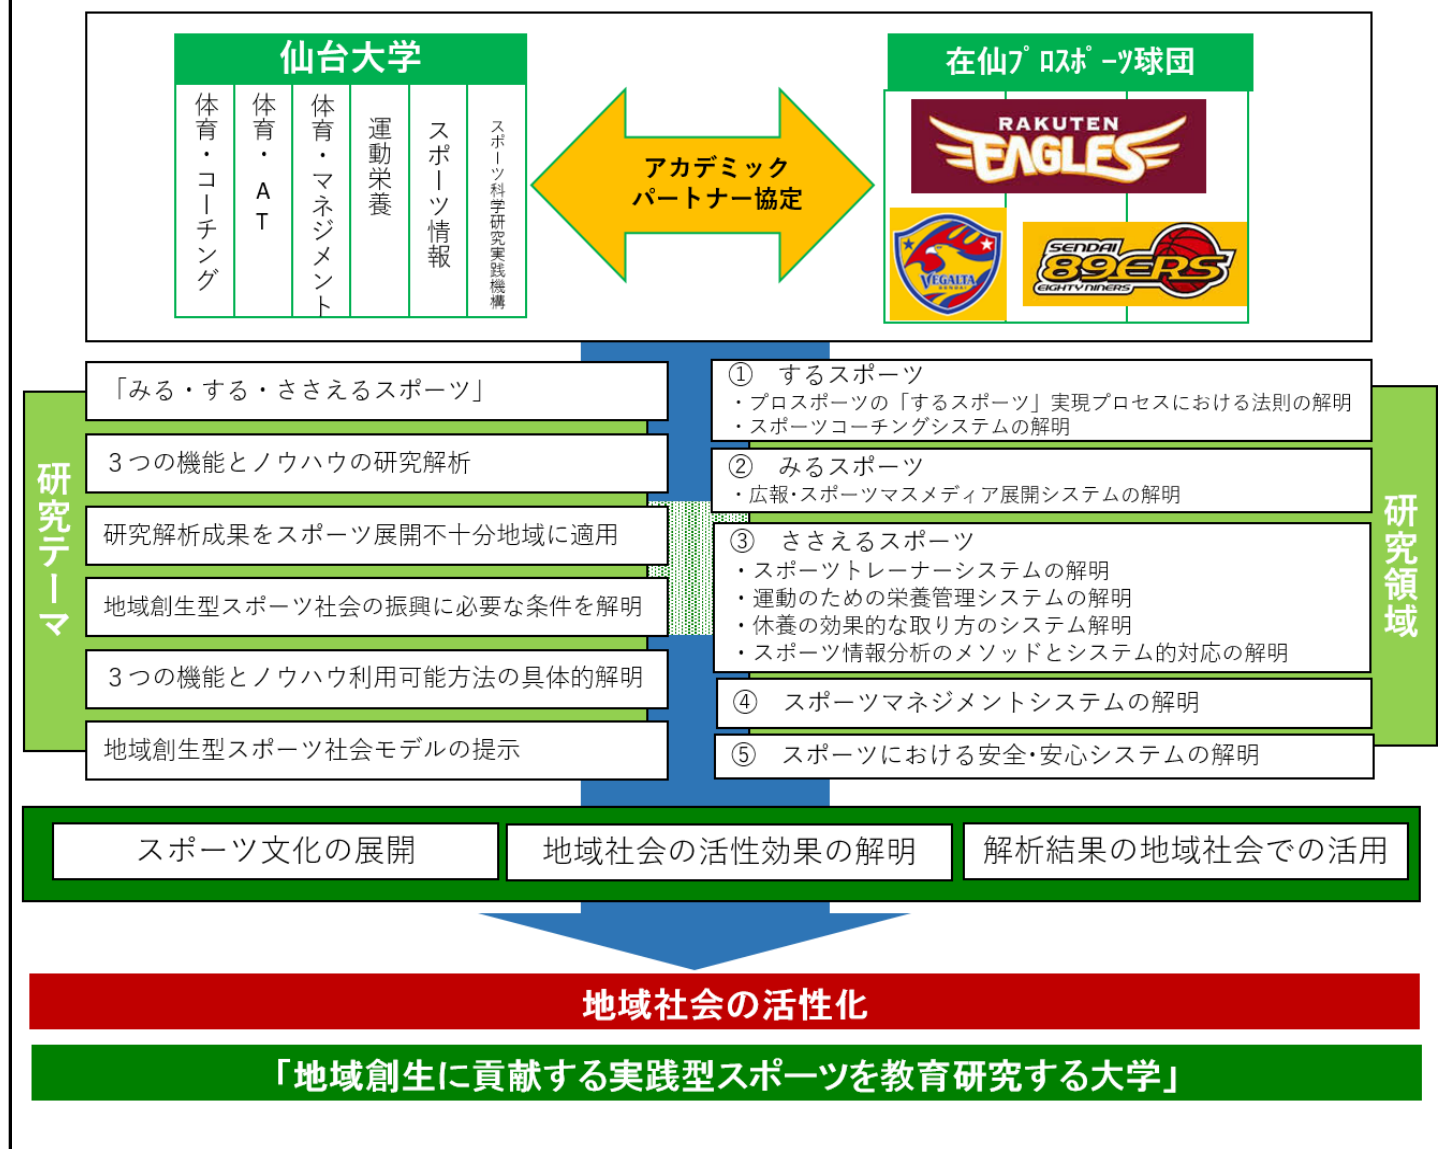 仙台大学
体育・コーチング
体育・AT
体育・マネジメント
運動栄養
スポーツ情報
スポーツ科学研究実践機構
アカデミック
パートナー協定
在仙ﾌﾟﾛｽﾎﾟｰﾂ球団
RAKUTEN
EAGLES
VEGALTA
SENDAI
SENDAI
89ERS
EIGHTY NINERS
研究テーマ
「みる・する・ささえるスポーツ」
３つの機能とノウハウの研究解析
研究解析成果をスポーツ展開不十分地域に適用
地域創生型スポーツ社会の振興に必要な条件を解明
３つの機能とノウハウ利用可能方法の具体的解明
地域創生型スポーツ社会モデルの提示
研究領域
①　するスポーツ
・プロスポーツの「するスポーツ」実現プロセスにおける法則の解明
・スポーツコーチングシステムの解明
②　みるスポーツ
・広報･スポーツマスメディア展開システムの解明
③　ささえるスポーツ
・スポーツトレーナーシステムの解明
・運動のための栄養管理システムの解明
・休養の効果的な取り方のシステム解明
・スポーツ情報分析のメソッドとシステム的対応の解明
④　スポーツマネジメントシステムの解明
⑤　スポーツにおける安全･安心システムの解明
スポーツ文化の展開
地域社会の活性効果の解明
解析結果の地域社会での活用
地域社会の活性化
「地域創生に貢献する実践型スポーツを教育研究する大学」